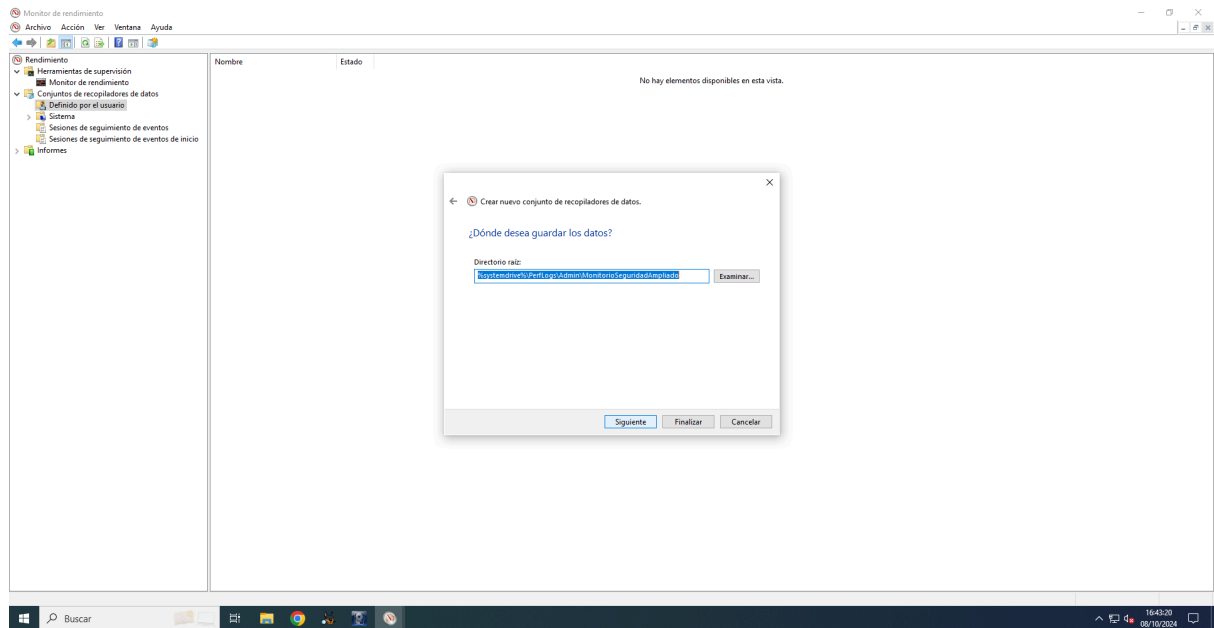 Monitor de rendimiento
Archivo Acción Ver Ventana Ayuda
Rendimiento
Herramientas de supervisión
Monitor de rendimiento
Conjuntos de recopiladores de datos
Definido por el usuario
Sistema
Sesiones de seguimiento de eventos
Sesiones de seguimiento de eventos de inicio
Informes
Nombre Estado
No hay elementos disponibles en esta vista.
Crear nuevo conjunto de recopiladores de datos.
¿Dónde desea guardar los datos?
Directorio raíz:
%systemdrive%\PerfLogs\Admin\MonitorioSeguridadAmpliado
Examinar...
Siguiente Finalizar Cancelar
Buscar
16:43:20
08/10/2024